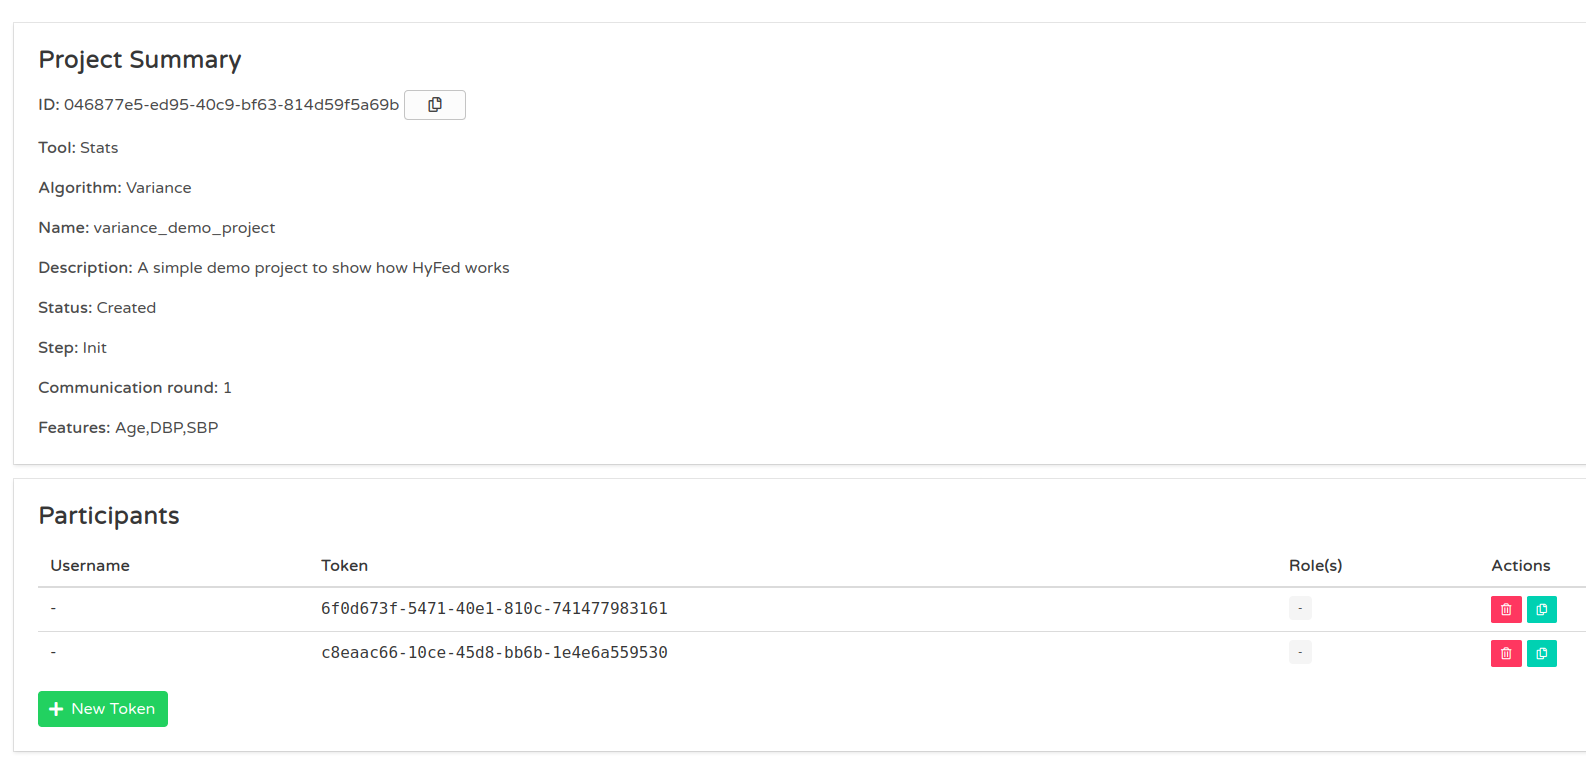 Project Summary
ID: 046877e5-ed95-40c9-bf63-814d59f5a69b
Tool: Stats
Algorithm: Variance
Name: variance_demo_project
Description: A simple demo project to show how HyFed works
Status: Created
Step: Init
Communication round: 1
Features: Age,DBP,SBP
Participants
Username Token Role(s) Actions
- 6f0d673f-5471-40e1-810c-741477983161 -
- c8eaac66-10ce-45d8-bb6b-1e4e6a559530 -
New Token